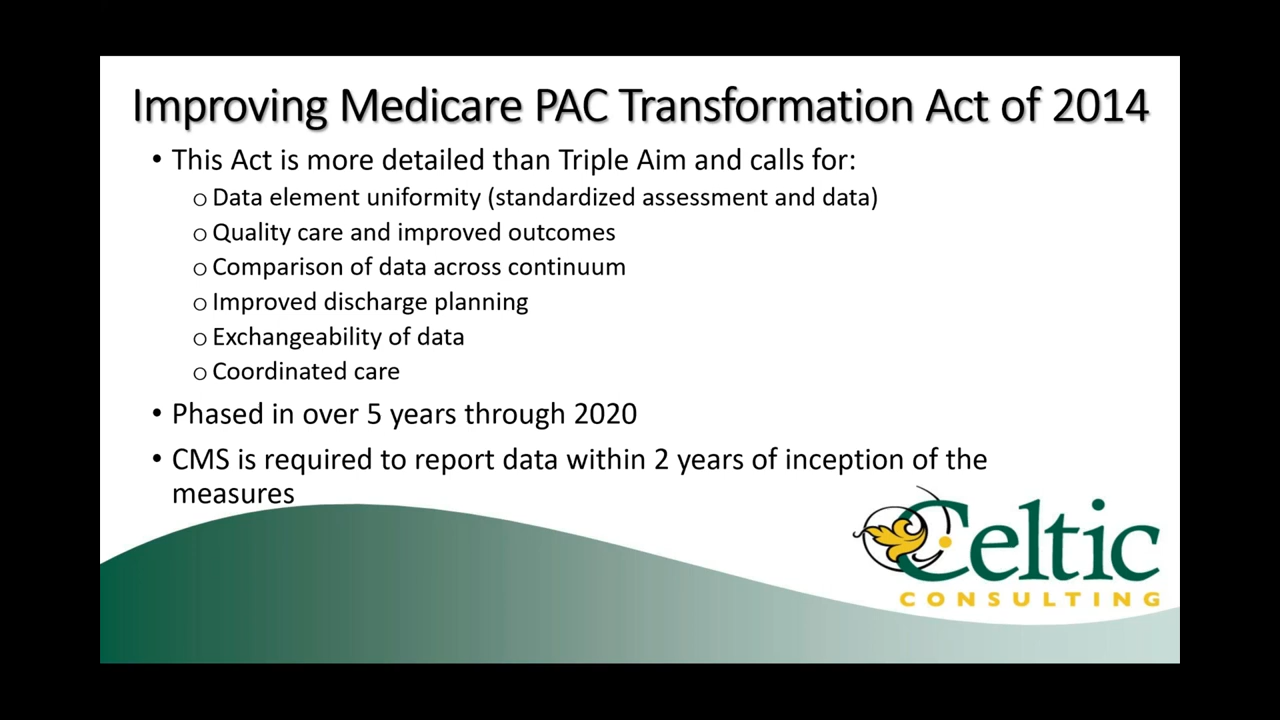 Improving Medicare PAC Transformation Act of 2014
• This Act is more detailed than Triple Aim and calls for:
o Data element uniformity (standardized assessment and data)
o Quality care and improved outcomes
o Comparison of data across continuum
o Improved discharge planning
o Exchangeability of data
o Coordinated care
• Phased in over 5 years through 2020
• CMS is required to report data within 2 years of inception of the
measures
Celtic
CONSULTING